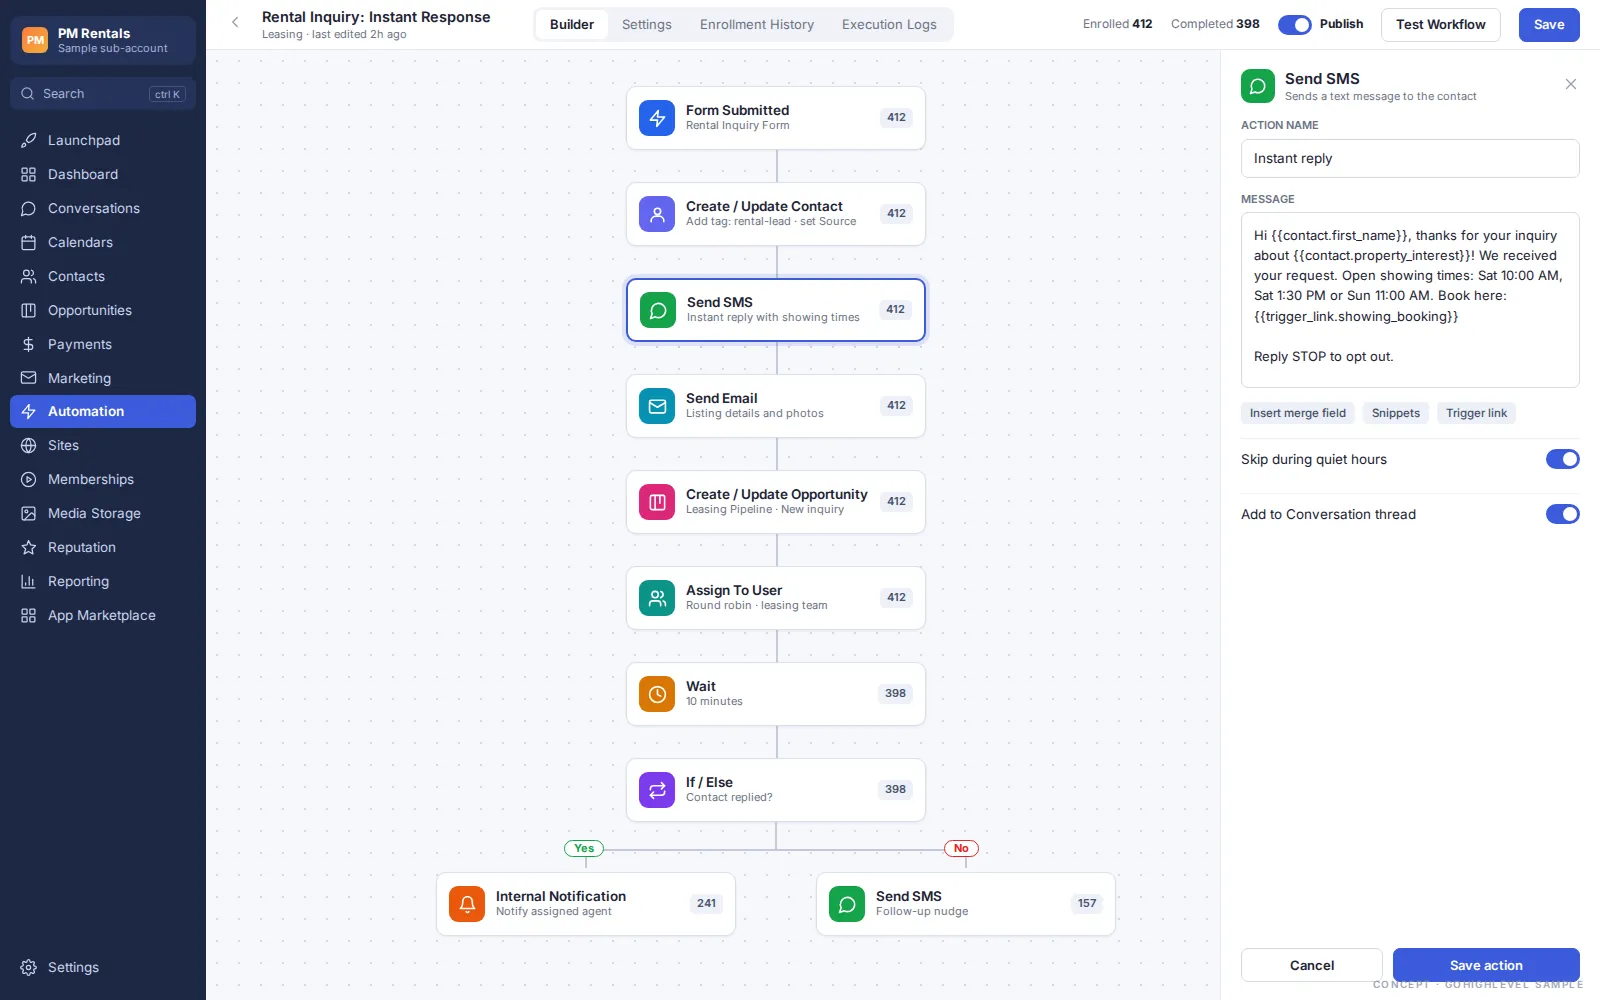 PM
PM Rentals
Sample sub-account
Search
ctrl K
Launchpad
Dashboard
Conversations
Calendars
Contacts
Opportunities
Payments
Marketing
Automation
Sites
Memberships
Media Storage
Reputation
Reporting
App Marketplace
Settings
Rental Inquiry: Instant Response
Leasing · last edited 2h ago
Builder
Settings
Enrollment History
Execution Logs
Enrolled 412
Completed 398
Publish
Test Workflow
Save
Form Submitted
Rental Inquiry Form
412
Create / Update Contact
Add tag: rental-lead · set Source
412
Send SMS
Instant reply with showing times
412
Send Email
Listing details and photos
412
Create / Update Opportunity
Leasing Pipeline · New inquiry
412
Assign To User
Round robin · leasing team
412
Wait
10 minutes
398
If / Else
Contact replied?
398
Yes
No
Internal Notification
Notify assigned agent
241
Send SMS
Follow-up nudge
157
Send SMS
Sends a text message to the contact
ACTION NAME
Instant reply
MESSAGE
Hi {{contact.first_name}}, thanks for your inquiry
about {{contact.property_interest}}! We received
your request. Open showing times: Sat 10:00 AM,
Sat 1:30 PM or Sun 11:00 AM. Book here:
{{trigger_link.showing_booking}}
Reply STOP to opt out.
Insert merge field
Snippets
Trigger link
Skip during quiet hours
Add to Conversation thread
Cancel
Save action
CONCEPT · GOHIGHLEVEL SAMPLE